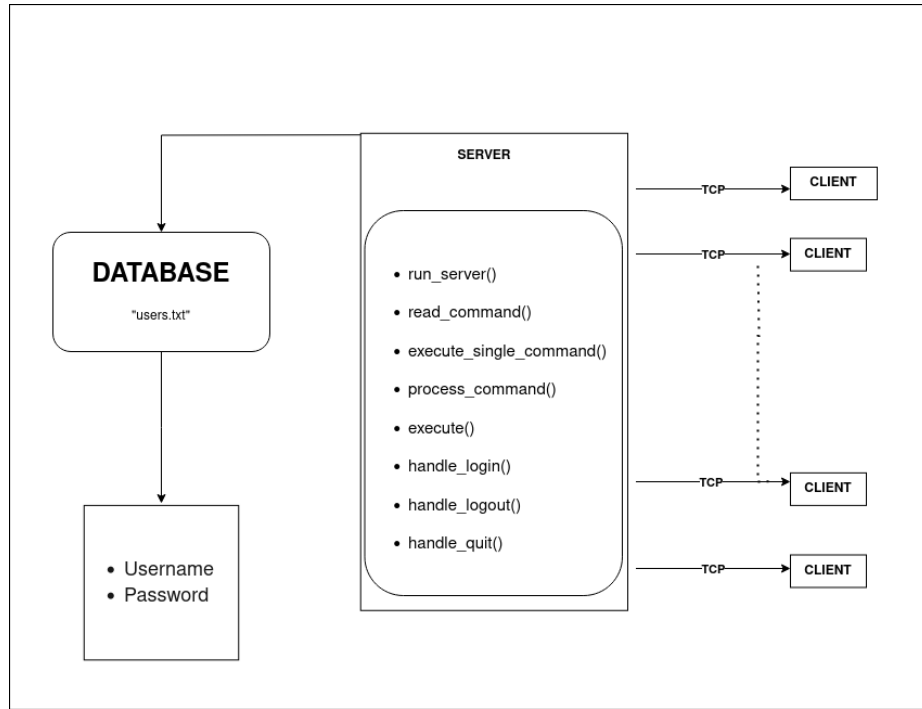 SERVER
run_server()
read_command()
execute_single_command()
process_command()
execute()
handle_login()
handle_logout()
handle_quit()
DATABASE
"users.txt"
Username
Password
TCP
CLIENT
TCP
CLIENT
TCP
CLIENT
TCP
CLIENT